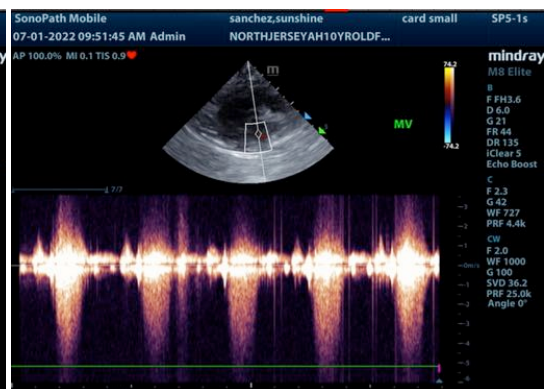 SonoPath Mobile sanchez,sunshine card small SP5-1s
07-01-2022 09:51:45 AM Admin NORTHJERSEYAH10YROLDF...
AP 100.0% MI 0.1 TIS 0.9
mindray
M8 Elite
m
MV
74.2
-74.2
B
F FH3.6
D 6.0
G 21
FR 44
DR 135
iClear 5
Echo Boost
C
F 2.3
G 42
WF 727
PRF 4.4k
CW
F 2.0
WF 1000
G 100
SVD 36.2
PRF 25.0k
Angle 0°
7/7
3
2
1
0m/s
-1
-2
-3
-4
-5
-6